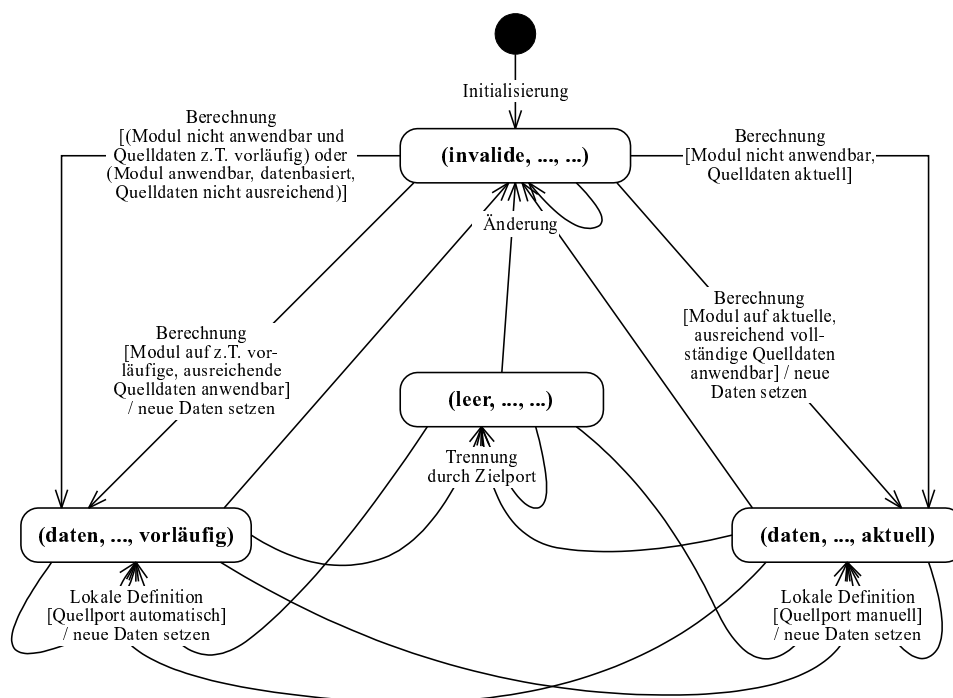 Initialisierung
Berechnung
[(Modul nicht anwendbar und
Quelldaten z.T. vorläufig) oder
(Modul anwendbar, datenbasiert,
Quelldaten nicht ausreichend)]
(invalide, ..., ...)
Berechnung
[Modul nicht anwendbar,
Quelldaten aktuell]
Änderung
Berechnung
[Modul auf z.T. vor-
läufige, ausreichende
Quelldaten anwendbar]
/ neue Daten setzen
Berechnung
[Modul auf aktuelle,
ausreichend voll-
ständige Quelldaten
anwendbar] / neue
Daten setzen
(leer, ..., ...)
Trennung
durch Zielport
(daten, ..., vorläufig)
(daten, ..., aktuell)
Lokale Definition
[Quellport automatisch]
/ neue Daten setzen
Lokale Definition
[Quellport manuell]
/ neue Daten setzen